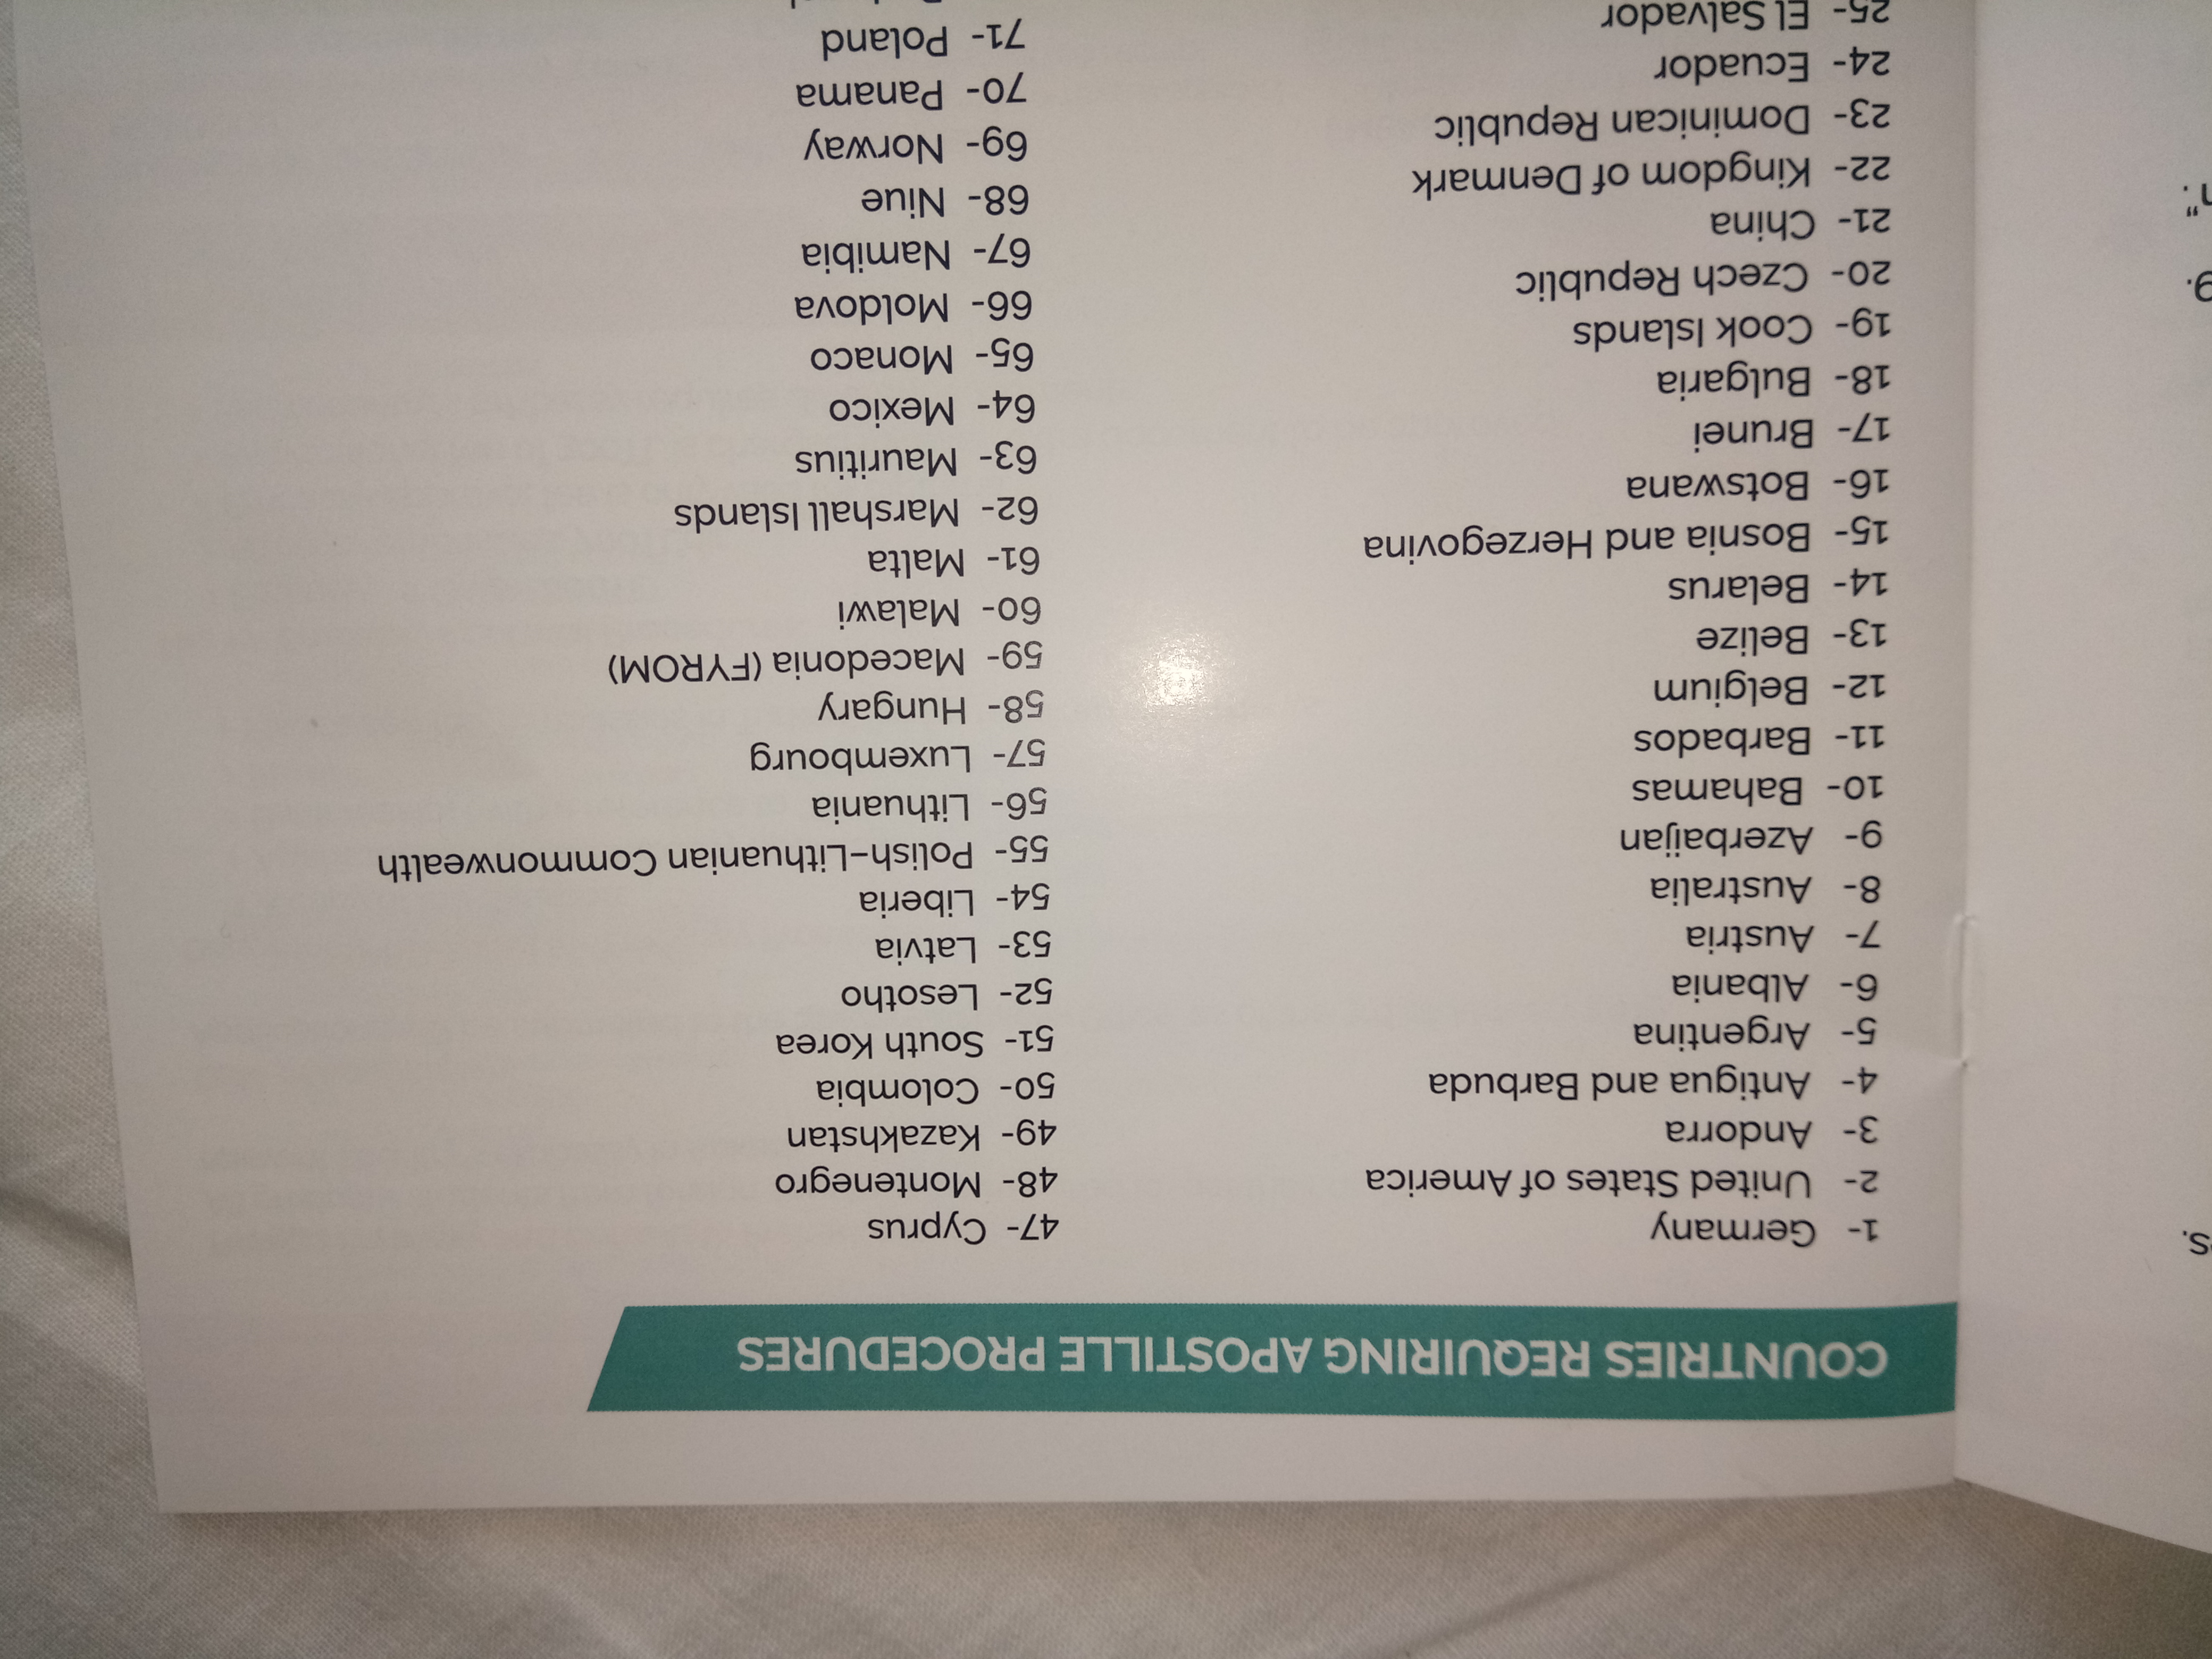 COUNTRIES REQUIRING APOSTILLE PROCEDURES
1- Germany
2- United States of America
3- Andorra
4- Antigua and Barbuda
5- Argentina
6- Albania
7- Austria
8- Australia
9- Azerbaijan
10- Bahamas
11- Barbados
12- Belgium
13- Belize
14- Belarus
15- Bosnia and Herzegovina
16- Botswana
17- Brunei
18- Bulgaria
19- Cook Islands
20- Czech Republic
21- China
22- Kingdom of Denmark
23- Dominican Republic
24- Ecuador
25- El Salvador
47- Cyprus
48- Montenegro
49- Kazakhstan
50- Colombia
51- South Korea
52- Lesotho
53- Latvia
54- Liberia
55- Polish-Lithuanian Commonwealth
56- Lithuania
57- Luxembourg
58- Hungary
59- Macedonia (FYROM)
60- Malawi
61- Malta
62- Marshall Islands
63- Mauritius
64- Mexico
65- Monaco
66- Moldova
67- Namibia
68- Niue
69- Norway
70- Panama
71- Poland